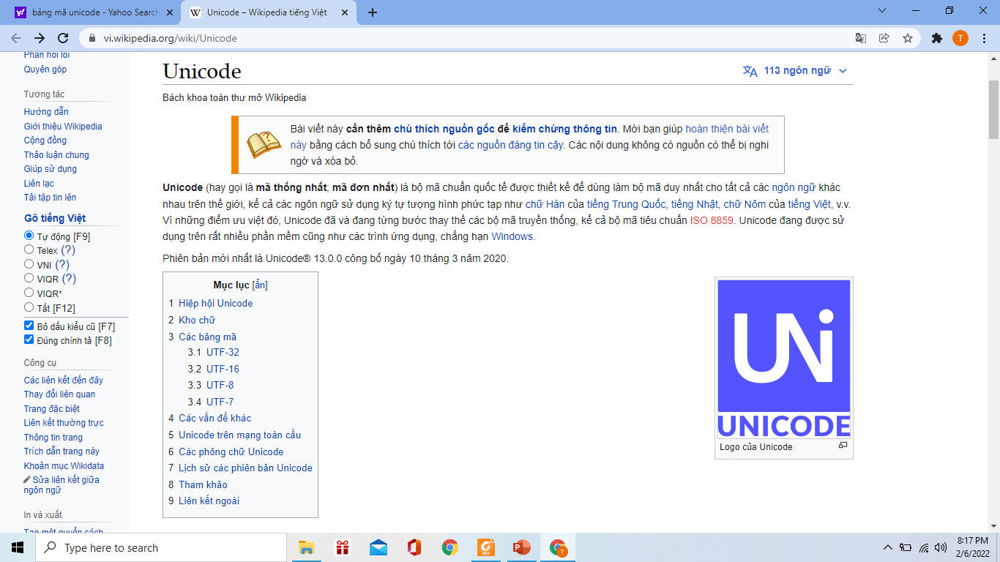 bảng mã unicode - Yahoo Search
Unicode – Wikipedia tiếng Việt
vi.wikipedia.org/wiki/Unicode
T
Phản hồi lỗi
Quyên góp
Tương tác
Hướng dẫn
Giới thiệu Wikipedia
Cộng đồng
Thảo luận chung
Giúp sử dụng
Liên lạc
Tải tập tin lên
Gõ tiếng Việt
Tự động [F9]
Telex (?)
VNI (?)
VIQR (?)
VIQR*
Tắt [F12]
Bỏ dấu kiểu cũ [F7]
Đúng chính tả [F8]
Công cụ
Các liên kết đến đây
Thay đổi liên quan
Trang đặc biệt
Liên kết thường trực
Thông tin trang
Trích dẫn trang này
Khoản mục Wikidata
Sửa liên kết giữa
ngôn ngữ
In và xuất
Tạo một quyển sách
Unicode
113 ngôn ngữ
Bách khoa toàn thư mở Wikipedia
Bài viết này cần thêm chú thích nguồn gốc để kiểm chứng thông tin. Mời bạn giúp hoàn thiện bài viết
này bằng cách bổ sung chú thích tới các nguồn đáng tin cậy. Các nội dung không có nguồn có thể bị nghi
ngờ và xóa bỏ.
Unicode (hay gọi là mã thống nhất; mã đơn nhất) là bộ mã chuẩn quốc tế được thiết kế để dùng làm bộ mã duy nhất cho tất cả các ngôn ngữ khác
nhau trên thế giới, kể cả các ngôn ngữ sử dụng ký tự tượng hình phức tạp như chữ Hán của tiếng Trung Quốc, tiếng Nhật, chữ Nôm của tiếng Việt, v.v.
Vì những điểm ưu việt đó, Unicode đã và đang từng bước thay thế các bộ mã truyền thống, kể cả bộ mã tiêu chuẩn ISO 8859. Unicode đang được sử
dụng trên rất nhiều phần mềm cũng như các trình ứng dụng, chẳng hạn Windows.
Phiên bản mới nhất là Unicode® 13.0.0 công bố ngày 10 tháng 3 năm 2020.
Mục lục [ẩn]
1 Hiệp hội Unicode
2 Kho chữ
3 Các bảng mã
3.1 UTF-32
3.2 UTF-16
3.3 UTF-8
3.4 UTF-7
4 Các vấn đề khác
5 Unicode trên mạng toàn cầu
6 Các phông chữ Unicode
7 Lịch sử các phiên bản Unicode
8 Tham khảo
9 Liên kết ngoài
UNi
UNICODE
Logo của Unicode
Type here to search
PDF
P
T
8:17 PM
2/6/2022